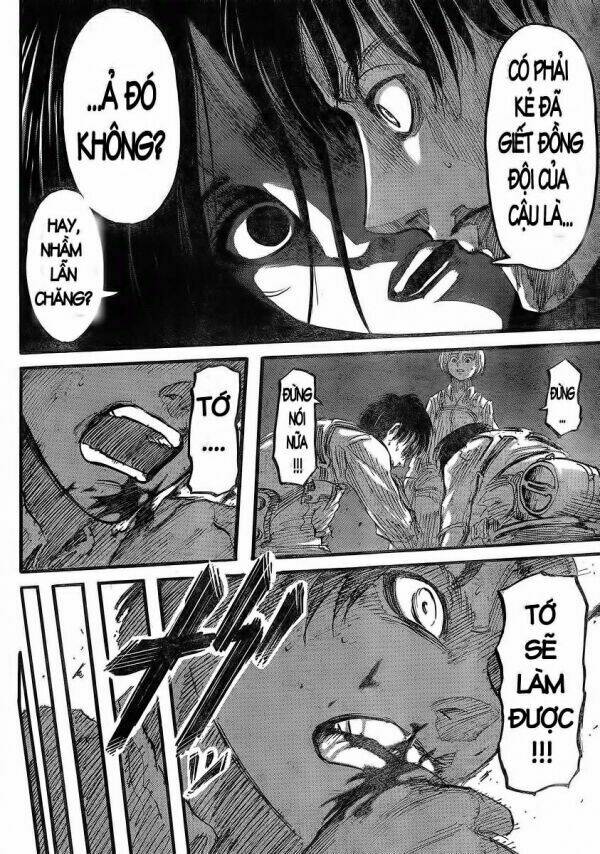 CÓ PHẢI
KẺ ĐÃ
GIẾT ĐỒNG
ĐỘI CỦA
CẬU LÀ...
...Ả ĐÓ
KHÔNG?
HAY,
NHẦM
LẪN
CHĂNG?
ĐỪNG
...
ĐỪNG
NÓI
NỮA
!!!
TỚ
....
TỚ
SẼ
LÀM
ĐƯỢC
!!!